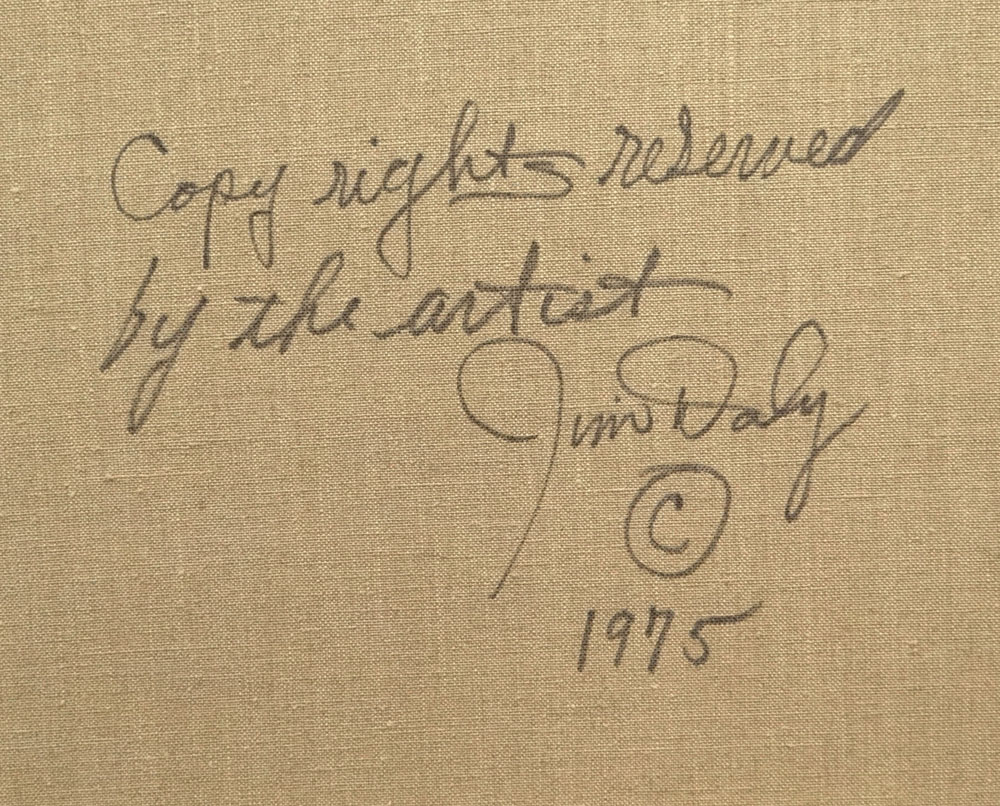 Copy rights reserved
by the artist
Jim Daly
©
1975